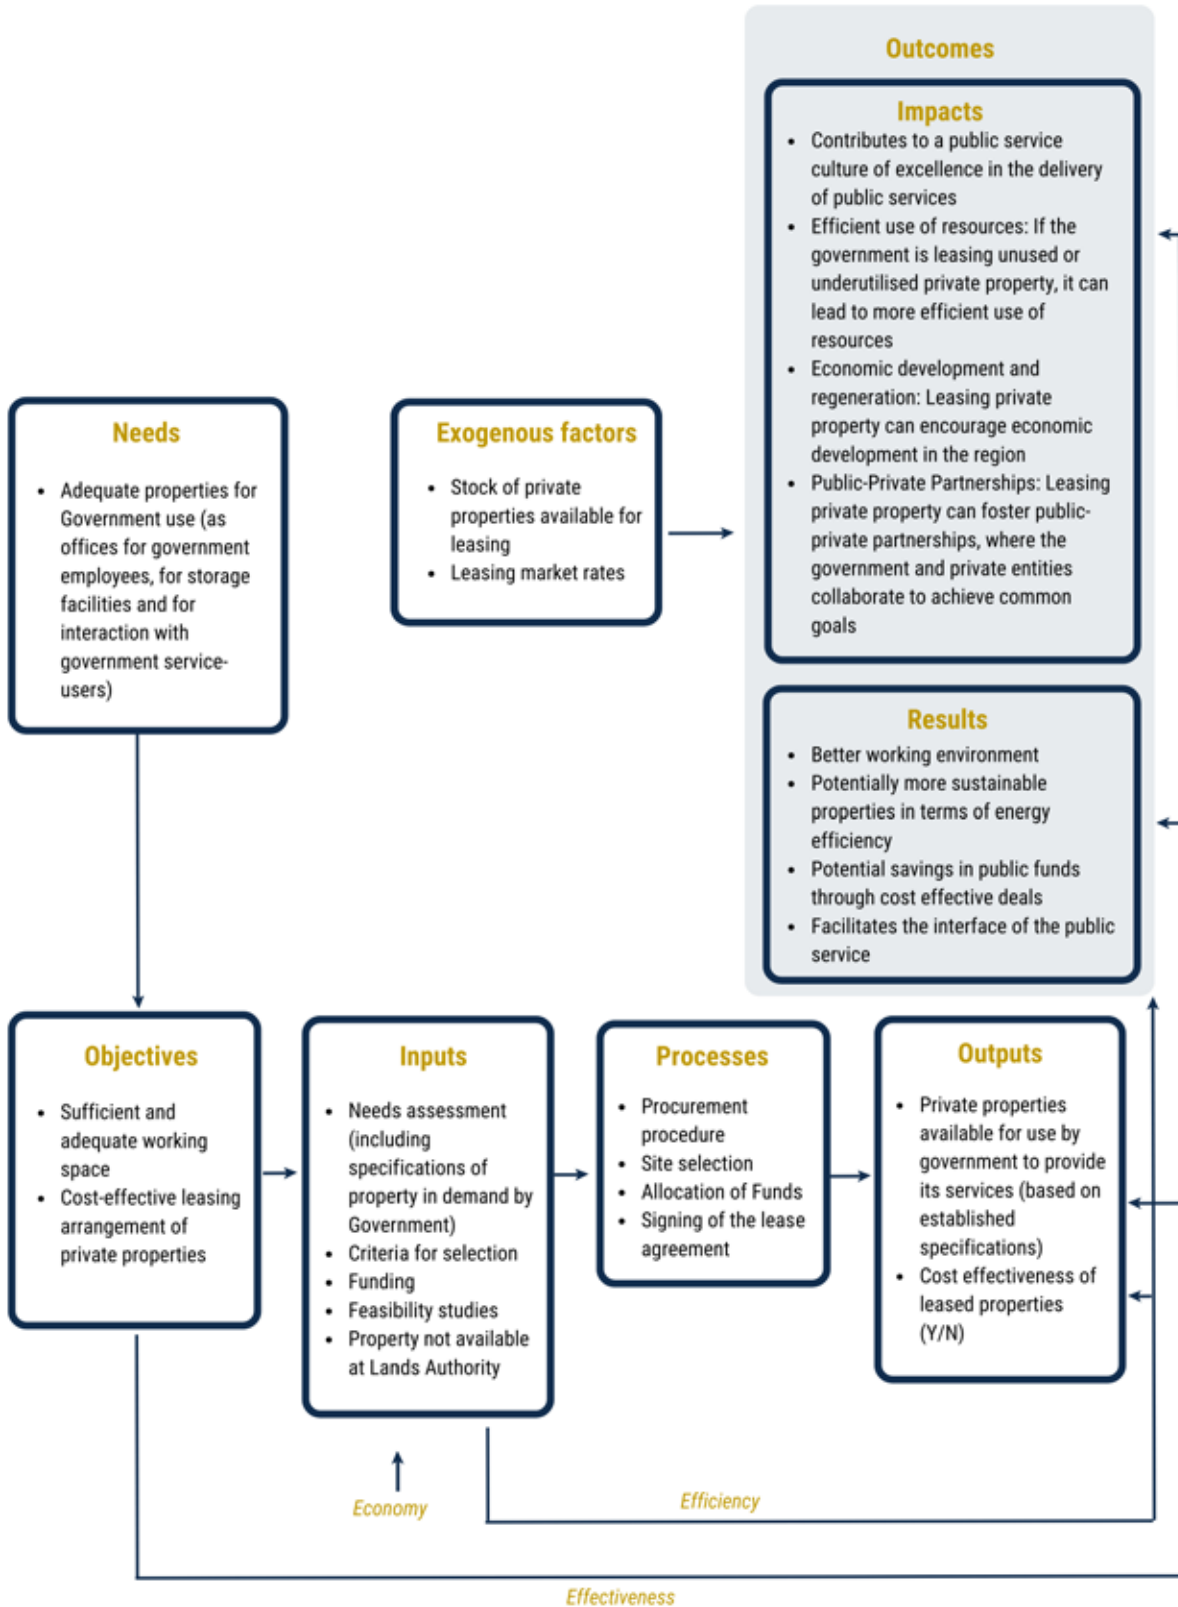 Outcomes
Impacts
Contributes to a public service
culture of excellence in the delivery
of public services
Efficient use of resources: If the
government is leasing unused or
underutilised private property, it can
lead to more efficient use of
resources
Economic development and
regeneration: Leasing private
property can encourage economic
development in the region
Public-Private Partnerships: Leasing
private property can foster public-
private partnerships, where the
government and private entities
collaborate to achieve common
goals
Needs
Adequate properties for
Government use (as
offices for government
employees, for storage
facilities and for
interaction with
government service-
users)
Exogenous factors
Stock of private
properties available for
leasing
Leasing market rates
Results
Better working environment
Potentially more sustainable
properties in terms of energy
efficiency
Potential savings in public funds
through cost effective deals
Facilitates the interface of the public
service
Objectives
Sufficient and
adequate working
space
Cost-effective leasing
arrangement of
private properties
Inputs
Needs assessment
(including
specifications of
property in demand by
Government)
Criteria for selection
Funding
Feasibility studies
Property not available
at Lands Authority
Processes
Procurement
procedure
Site selection
Allocation of Funds
Signing of the lease
agreement
Outputs
Private properties
available for use by
government to provide
its services (based on
established
specifications)
Cost effectiveness of
leased properties
(Y/N)
Economy
Efficiency
Effectiveness